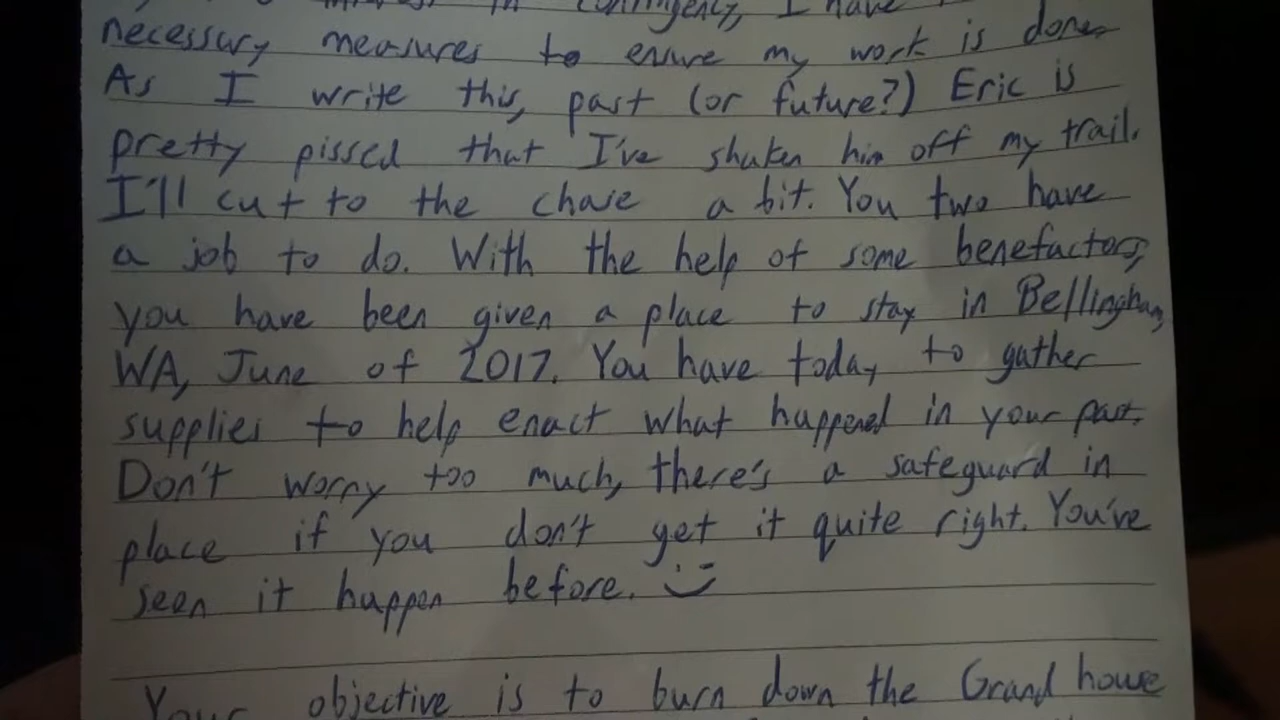 interest in contingency, I have
necessary measures to ensure my work is done.
As I write this, past (or future?) Eric is
pretty pissed that I've shaken him off my trail.
I'll cut to the chase a bit. You two have
a job to do. With the help of some benefactors,
you have been given a place to stay in Bellingham,
WA, June of 2017. You have today to gather
supplies to help enact what happened in your past.
Don't worry too much, there's a safeguard in
place if you don't get it quite right. You've
seen it happen before. :)
Your objective is to burn down the Grand house